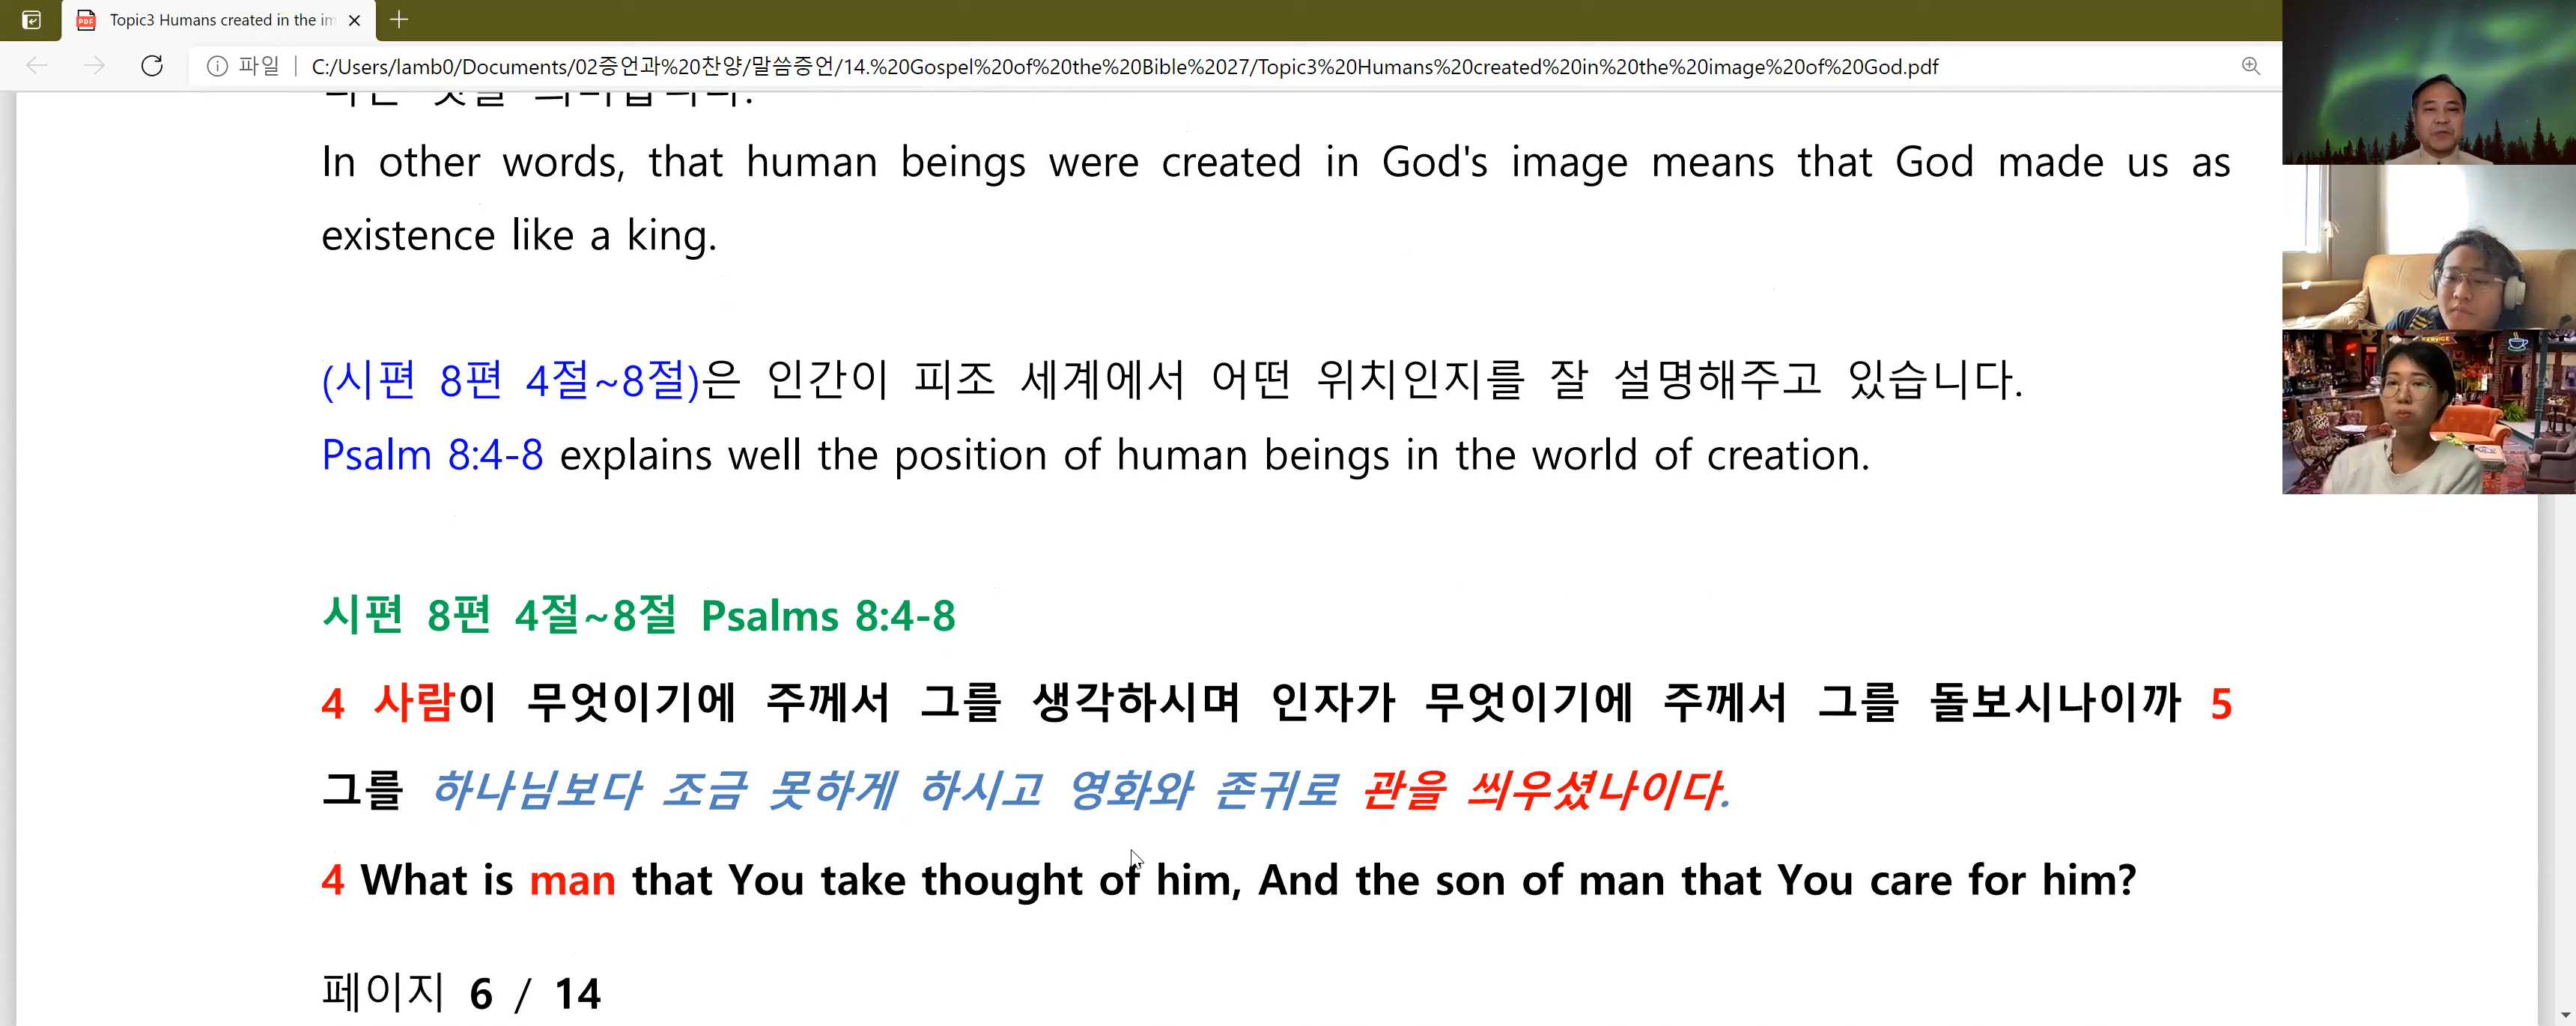 Topic3 Humans created in the im
파일 | C:/Users/lamb0/Documents/02증언과%20찬양/말씀증언/14.%20Gospel%20of%20the%20Bible%2027/Topic3%20Humans%20created%20in%20the%20image%20of%20God.pdf
In other words, that human beings were created in God's image means that God made us as
existence like a king.
(시편 8편 4절~8절)은 인간이 피조 세계에서 어떤 위치인지를 잘 설명해주고 있습니다.
Psalm 8:4-8 explains well the position of human beings in the world of creation.
시편 8편 4절~8절 Psalms 8:4-8
4 사람이 무엇이기에 주께서 그를 생각하시며 인자가 무엇이기에 주께서 그를 돌보시나이까 5
그를 하나님보다 조금 못하게 하시고 영화와 존귀로 관을 씌우셨나이다.
4 What is man that You take thought of him, And the son of man that You care for him?
페이지 6 / 14